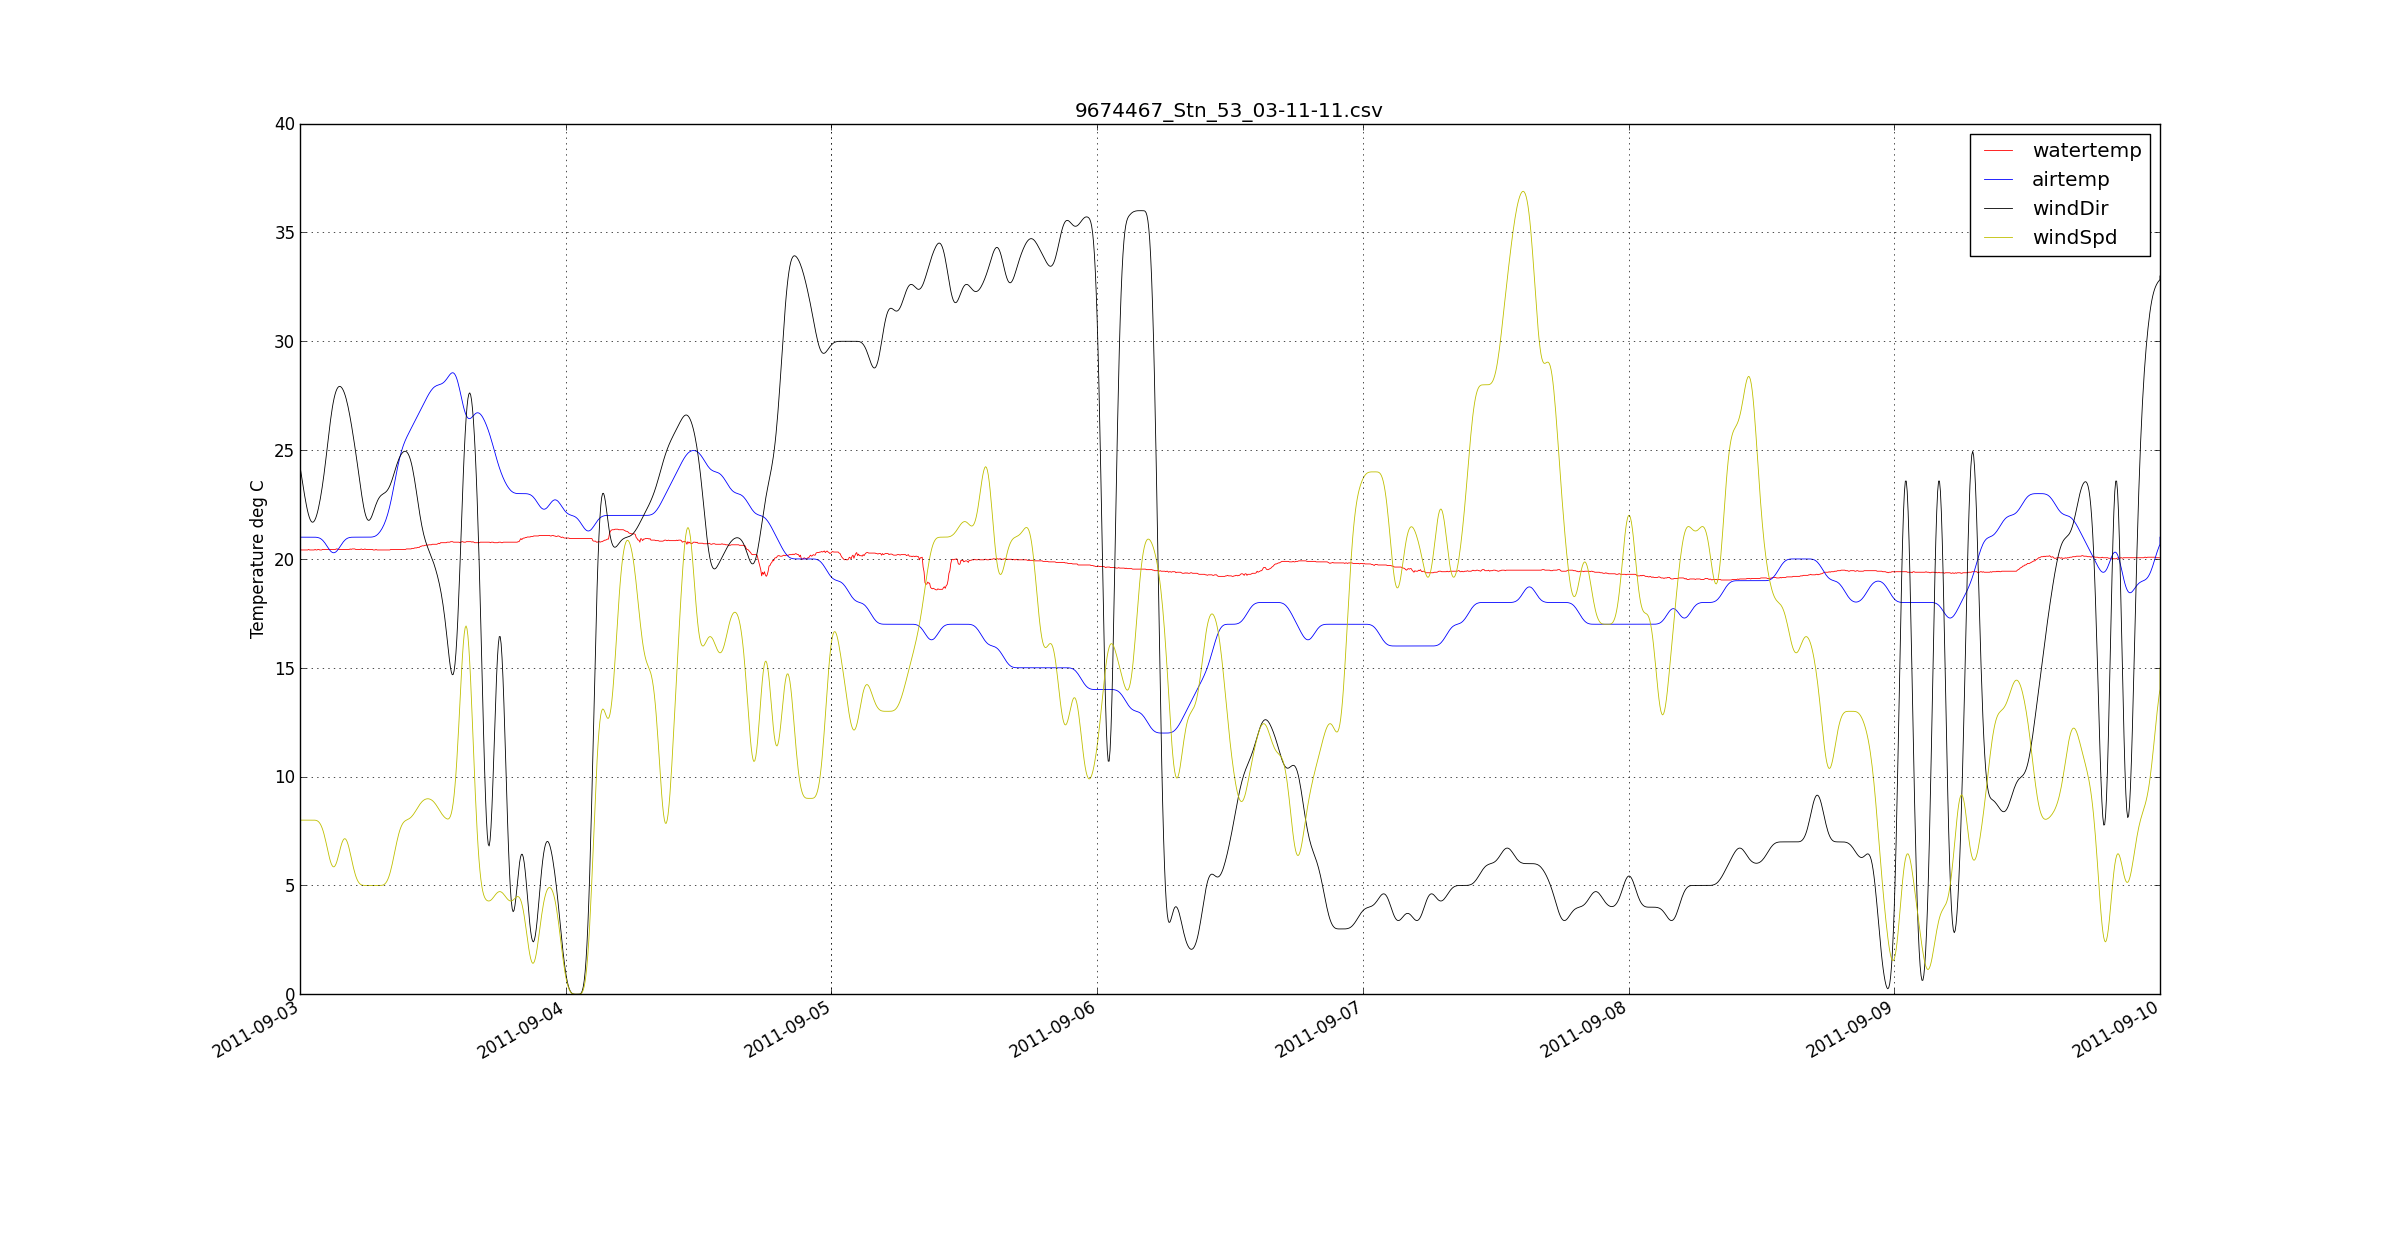 9674467_Stn_53_03-11-11.csv
40
35
30
25
20
15
10
5
0
Temperature deg C
watertemp
airtemp
windDir
windSpd
2011-09-03
2011-09-04
2011-09-05
2011-09-06
2011-09-07
2011-09-08
2011-09-09
2011-09-10